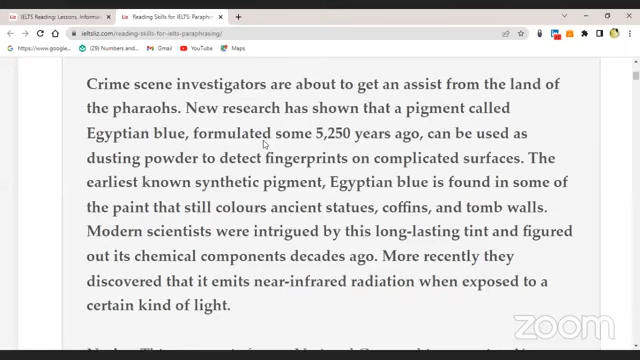 IELTS Reading: Lessons, Informat
Reading Skills for IELTS: Paraphra
ieltsliz.com/reading-skills-for-ielts-paraphrasing/
https://www.google...
(29) Numbers and...
Gmail
YouTube
Maps
Crime scene investigators are about to get an assist from the land of
the pharaohs. New research has shown that a pigment called
Egyptian blue, formulated some 5,250 years ago, can be used as
dusting powder to detect fingerprints on complicated surfaces. The
earliest known synthetic pigment, Egyptian blue is found in some of
the paint that still colours ancient statues, coffins, and tomb walls.
Modern scientists were intrigued by this long-lasting tint and figured
out its chemical components decades ago. More recently they
discovered that it emits near-infrared radiation when exposed to a
certain kind of light.
zoom